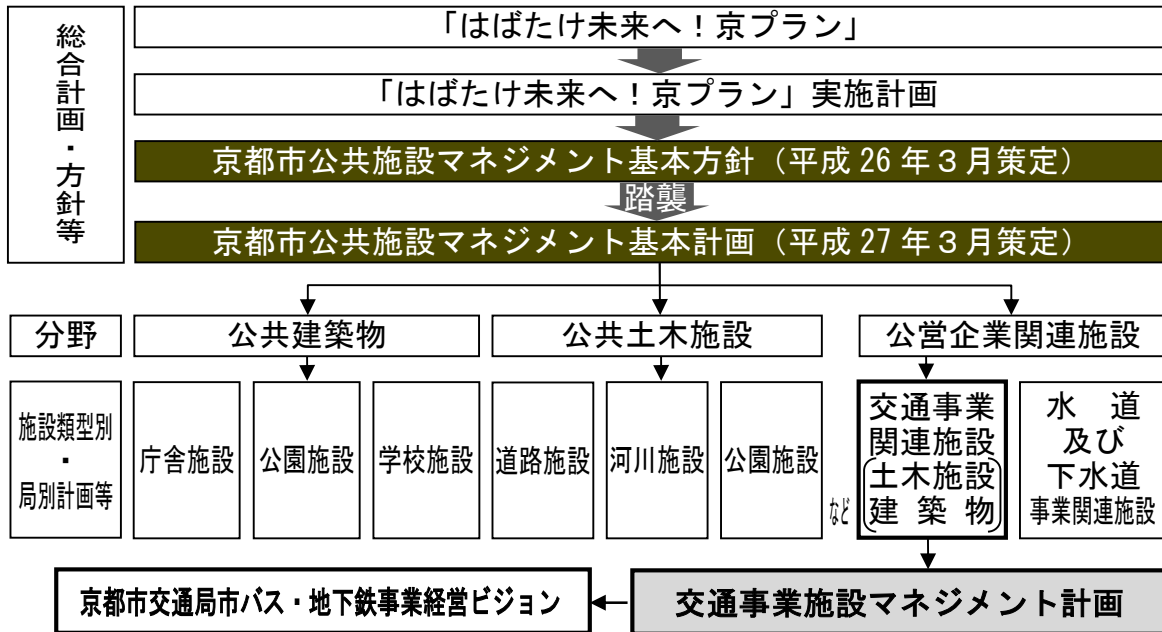 総合計画・方針等
「はばたけ未来へ！京プラン」
「はばたけ未来へ！京プラン」実施計画
京都市公共施設マネジメント基本方針（平成26年３月策定）
踏襲
京都市公共施設マネジメント基本計画（平成27年３月策定）
分野
公共建築物
公共土木施設
公営企業関連施設
施設類型別
・
局別計画等
庁舎施設
公園施設
学校施設
道路施設
河川施設
公園施設
など
交通事業
関連施設
（土木施設
建築物）
水道
及び
下水道
事業関連施設
京都市交通局市バス・地下鉄事業経営ビジョン
交通事業施設マネジメント計画